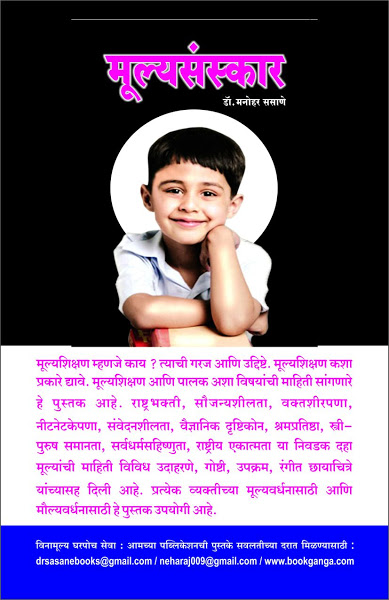 मूल्यसंस्कार
डॉ. मनोहर ससाणे
मूल्यशिक्षण म्हणजे काय ? त्याची गरज आणि उद्दिष्टे. मूल्यशिक्षण कशा
प्रकारे द्यावे. मूल्यशिक्षण आणि पालक अशा विषयांची माहिती सांगणारे
हे पुस्तक आहे. राष्ट्रभक्ती, सौजन्यशीलता, वक्तशीरपणा,
नीटनेटकेपणा, संवेदनशीलता, वैज्ञानिक दृष्टिकोन, श्रमप्रतिष्ठा, स्त्री–
पुरुष समानता, सर्वधर्मसहिष्णुता, राष्ट्रीय एकात्मता या निवडक दहा
मूल्यांची माहिती विविध उदाहरणे, गोष्टी, उपक्रम, रंगीत छायाचित्रे
यांच्यासह दिली आहे. प्रत्येक व्यक्तीच्या मूल्यवर्धनासाठी आणि
मौल्यवर्धनासाठी हे पुस्तक उपयोगी आहे.
विनामूल्य घरपोच सेवा : आमच्या पब्लिकेशनची पुस्तके सवलतीच्या दरात मिळण्यासाठी :
drsasanebooks@gmail.com / neharaj009@gmail.com / www.bookganga.com